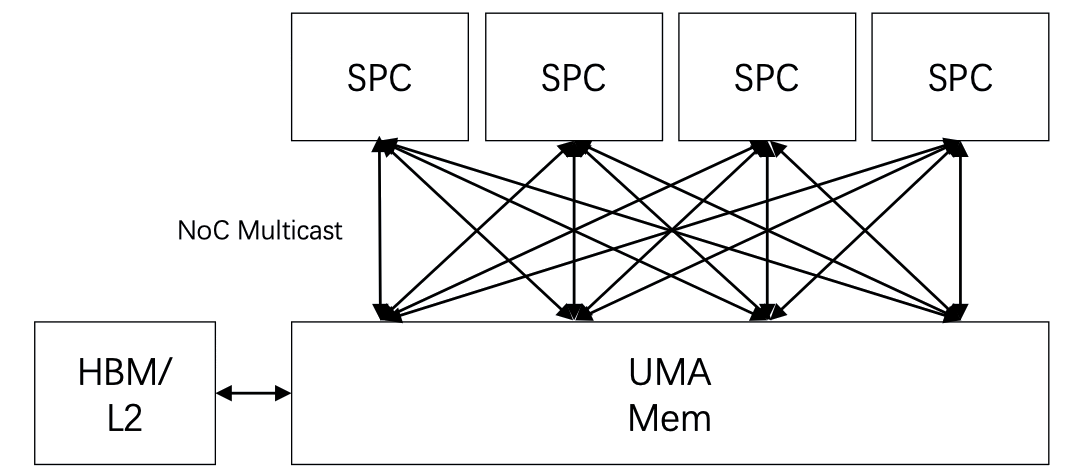 SPC
SPC
SPC
SPC
NoC Multicast
HBM/
L2
UMA
Mem